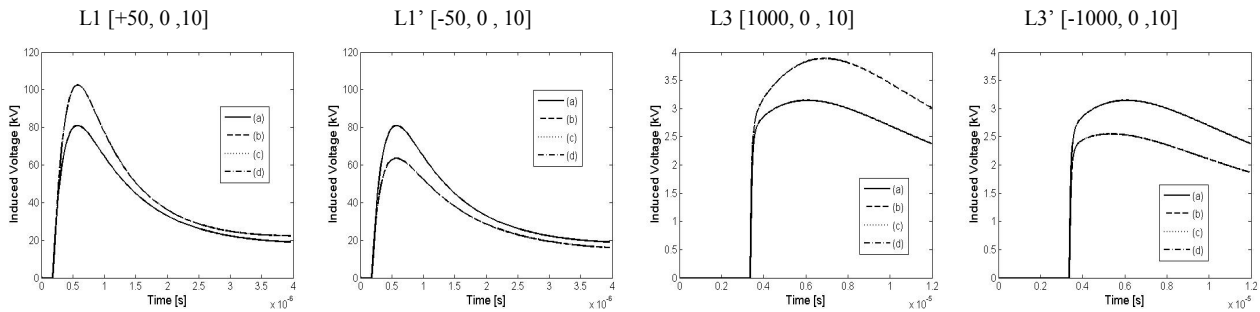 L1 [+50, 0 ,10]
L1’ [-50, 0 , 10]
L3 [1000, 0 , 10]
L3’ [-1000, 0 ,10]
Induced Voltage [kV]
120
100
80
60
40
20
0
(a)
(b)
(c)
(d)
0 0.5 1 1.5 2 2.5 3 3.5 4
Time [s]
x 10-6
Induced Voltage [kV]
120
100
80
60
40
20
0
(a)
(b)
(c)
(d)
0 0.5 1 1.5 2 2.5 3 3.5 4
Time [s]
x 10-6
Induced Voltage [kV]
4
3.5
3
2.5
2
1.5
1
0.5
0
(a)
(b)
(c)
(d)
0 0.2 0.4 0.6 0.8 1 1.2
Time [s]
x 10-5
Induced Voltage [kV]
4
3.5
3
2.5
2
1.5
1
0.5
0
(a)
(b)
(c)
(d)
0 0.2 0.4 0.6 0.8 1 1.2
Time [s]
x 10-5